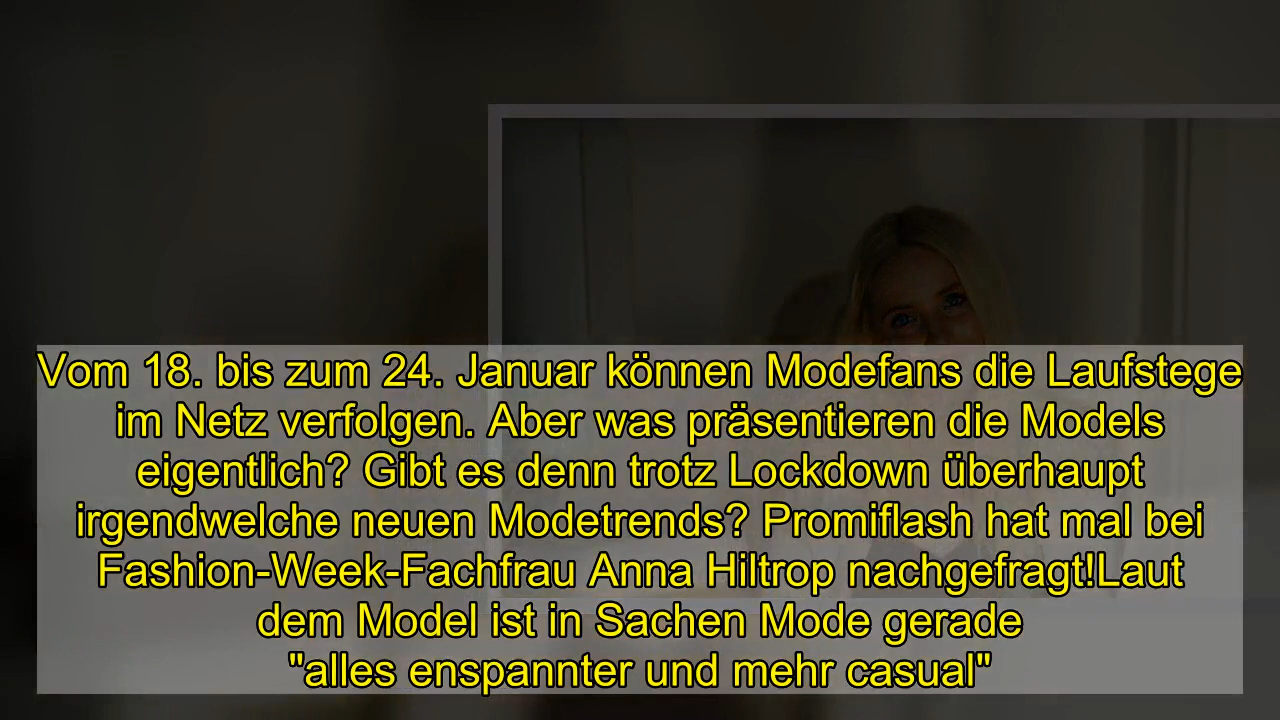 Vom 18. bis zum 24. Januar können Modefans die Laufstege
im Netz verfolgen. Aber was präsentieren die Models
eigentlich? Gibt es denn trotz Lockdown überhaupt
irgendwelche neuen Modetrends? Promiflash hat mal bei
Fashion-Week-Fachfrau Anna Hiltrop nachgefragt!Laut
dem Model ist in Sachen Mode gerade
"alles enspannter und mehr casual"